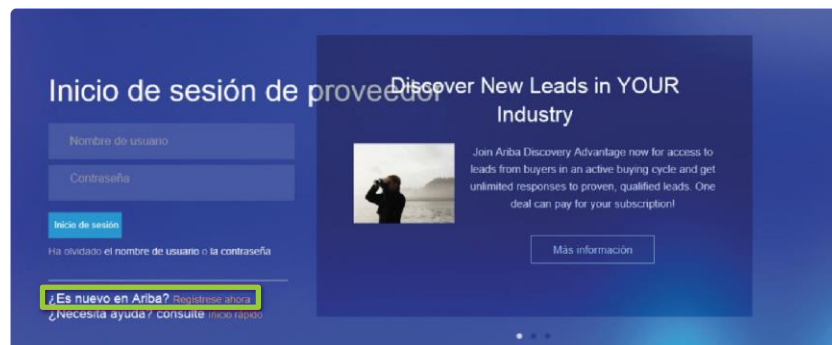 Inicio de sesión de proveedor
Nombre de usuario
Contraseña
Inicio de sesión
Ha olvidado el nombre de usuario o la contraseña
¿Es nuevo en Ariba? Regístrese ahora
¿Necesita ayuda? consulte inicio rápido
Discover New Leads in YOUR
Industry
Join Ariba Discovery Advantage now for access to
leads from buyers in an active buying cycle and get
unlimited responses to proven, qualified leads. One
deal can pay for your subscription!
Más información